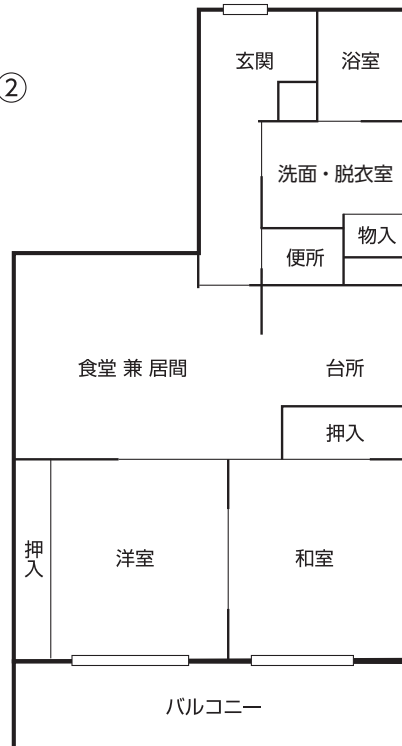 ②
玄関
浴室
洗面・脱衣室
物入
便所
食堂 兼 居間
台所
押入
押入
洋室
和室
バルコニー